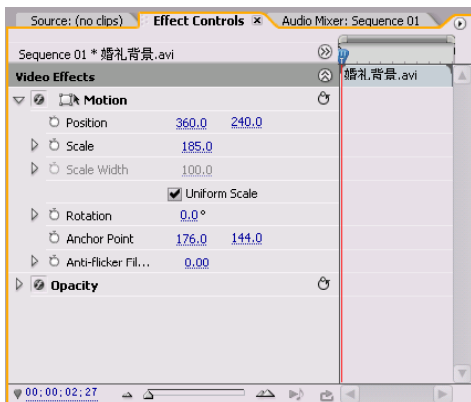 Source: (no clips) Effect Controls Audio Mixer: Sequence 01
Sequence 01 * 婚礼背景.avi
Video Effects 婚礼背景.avi
Motion
Position 360.0 240.0
Scale 185.0
Scale Width 100.0
Uniform Scale
Rotation 0.0°
Anchor Point 176.0 144.0
Anti-flicker Fil... 0.00
Opacity
00;00;02;27